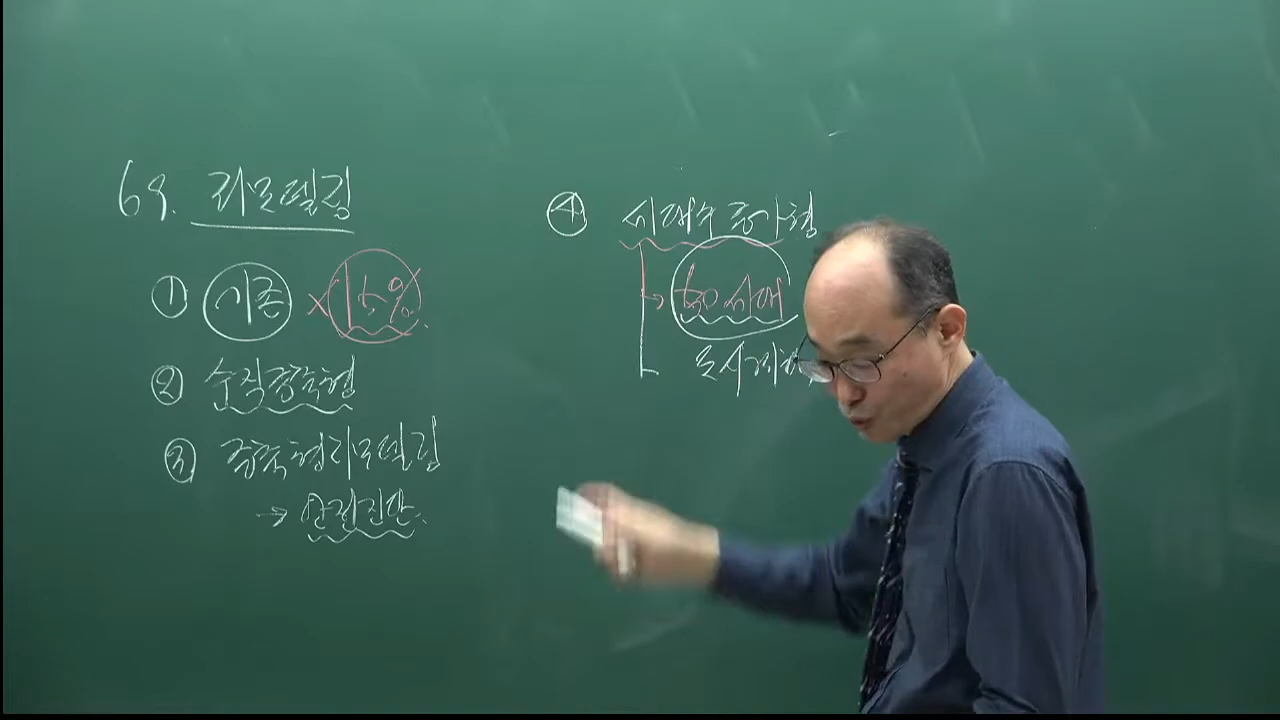 69. 리모델링
① 기존 15%
② 수직증축형
③ 증축형리모델링
→ 안전진단.
④ 세대수 증가형
→ 50세대
도시계획